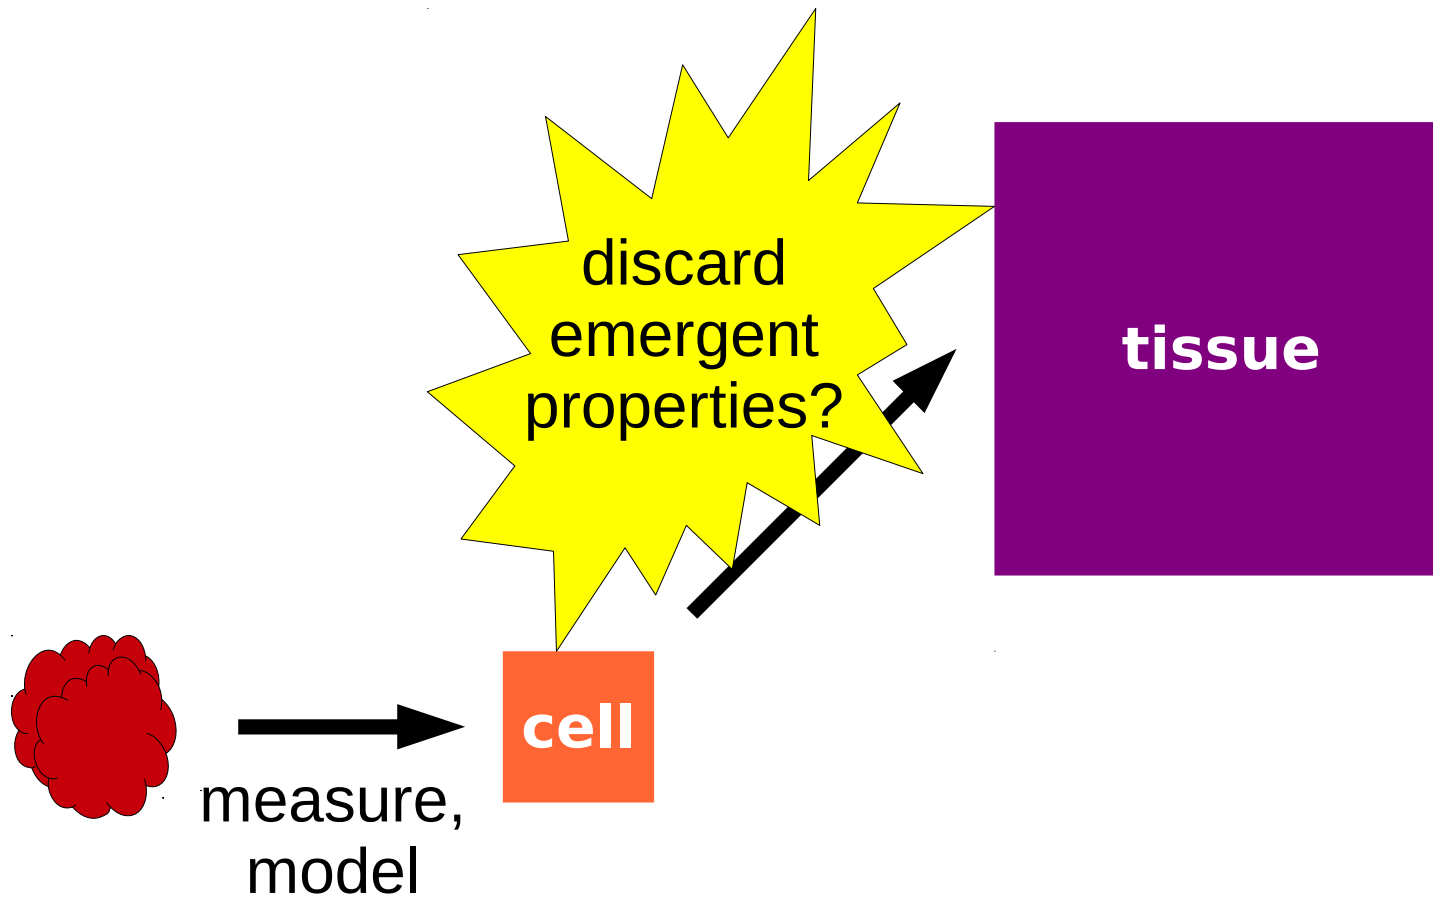 discard
emergent
properties?
tissue
cell
measure,
model